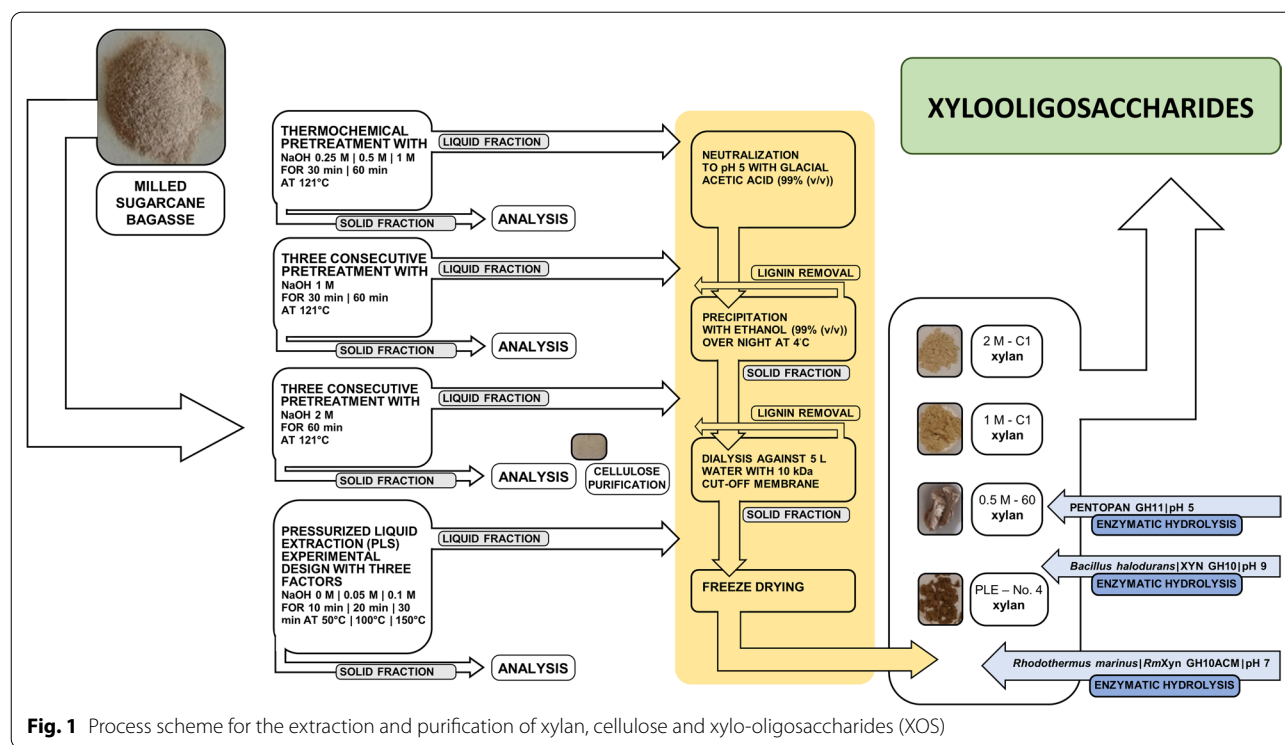 MILLED
SUGARCANE
BAGASSE
THERMOCHEMICAL
PRETREATMENT WITH
NaOH 0.25 M | 0.5 M | 1 M
FOR 30 min | 60 min
AT 121°C
LIQUID FRACTION
SOLID FRACTION
ANALYSIS
THREE CONSECUTIVE
PRETREATMENT WITH
NaOH 1 M
FOR 30 min | 60 min
AT 121°C
LIQUID FRACTION
SOLID FRACTION
ANALYSIS
THREE CONSECUTIVE
PRETREATMENT WITH
NaOH 2 M
FOR 60 min
AT 121°C
LIQUID FRACTION
SOLID FRACTION
ANALYSIS
CELLULOSE
PURIFICATION
PRESSURIZED LIQUID
EXTRACTION (PLS)
EXPERIMENTAL
DESIGN WITH THREE
FACTORS
NaOH 0 M | 0.05 M | 0.1 M
FOR 10 min | 20 min | 30
min AT 50°C | 100°C | 150°C
LIQUID FRACTION
SOLID FRACTION
ANALYSIS
NEUTRALIZATION
TO pH 5 WITH GLACIAL
ACETIC ACID (99% (v/v))
LIGNIN REMOVAL
PRECIPITATION
WITH ETHANOL (99% (v/v))
OVER NIGHT AT 4°C
SOLID FRACTION
LIGNIN REMOVAL
DIALYSIS AGAINST 5 L
WATER WITH 10 kDa
CUT-OFF MEMBRANE
SOLID FRACTION
FREEZE DRYING
XYLOOLIGOSACCHARIDES
2 M - C1
xylan
1 M - C1
xylan
0.5 M - 60
xylan
PLE – No. 4
xylan
PENTOPAN GH11|pH 5
ENZYMATIC HYDROLYSIS
Bacillus halodurans|XYN GH10|pH 9
ENZYMATIC HYDROLYSIS
Rhodothermus marinus|RmXyn GH10ACM|pH 7
ENZYMATIC HYDROLYSIS
Fig. 1 Process scheme for the extraction and purification of xylan, cellulose and xylo-oligosaccharides (XOS)